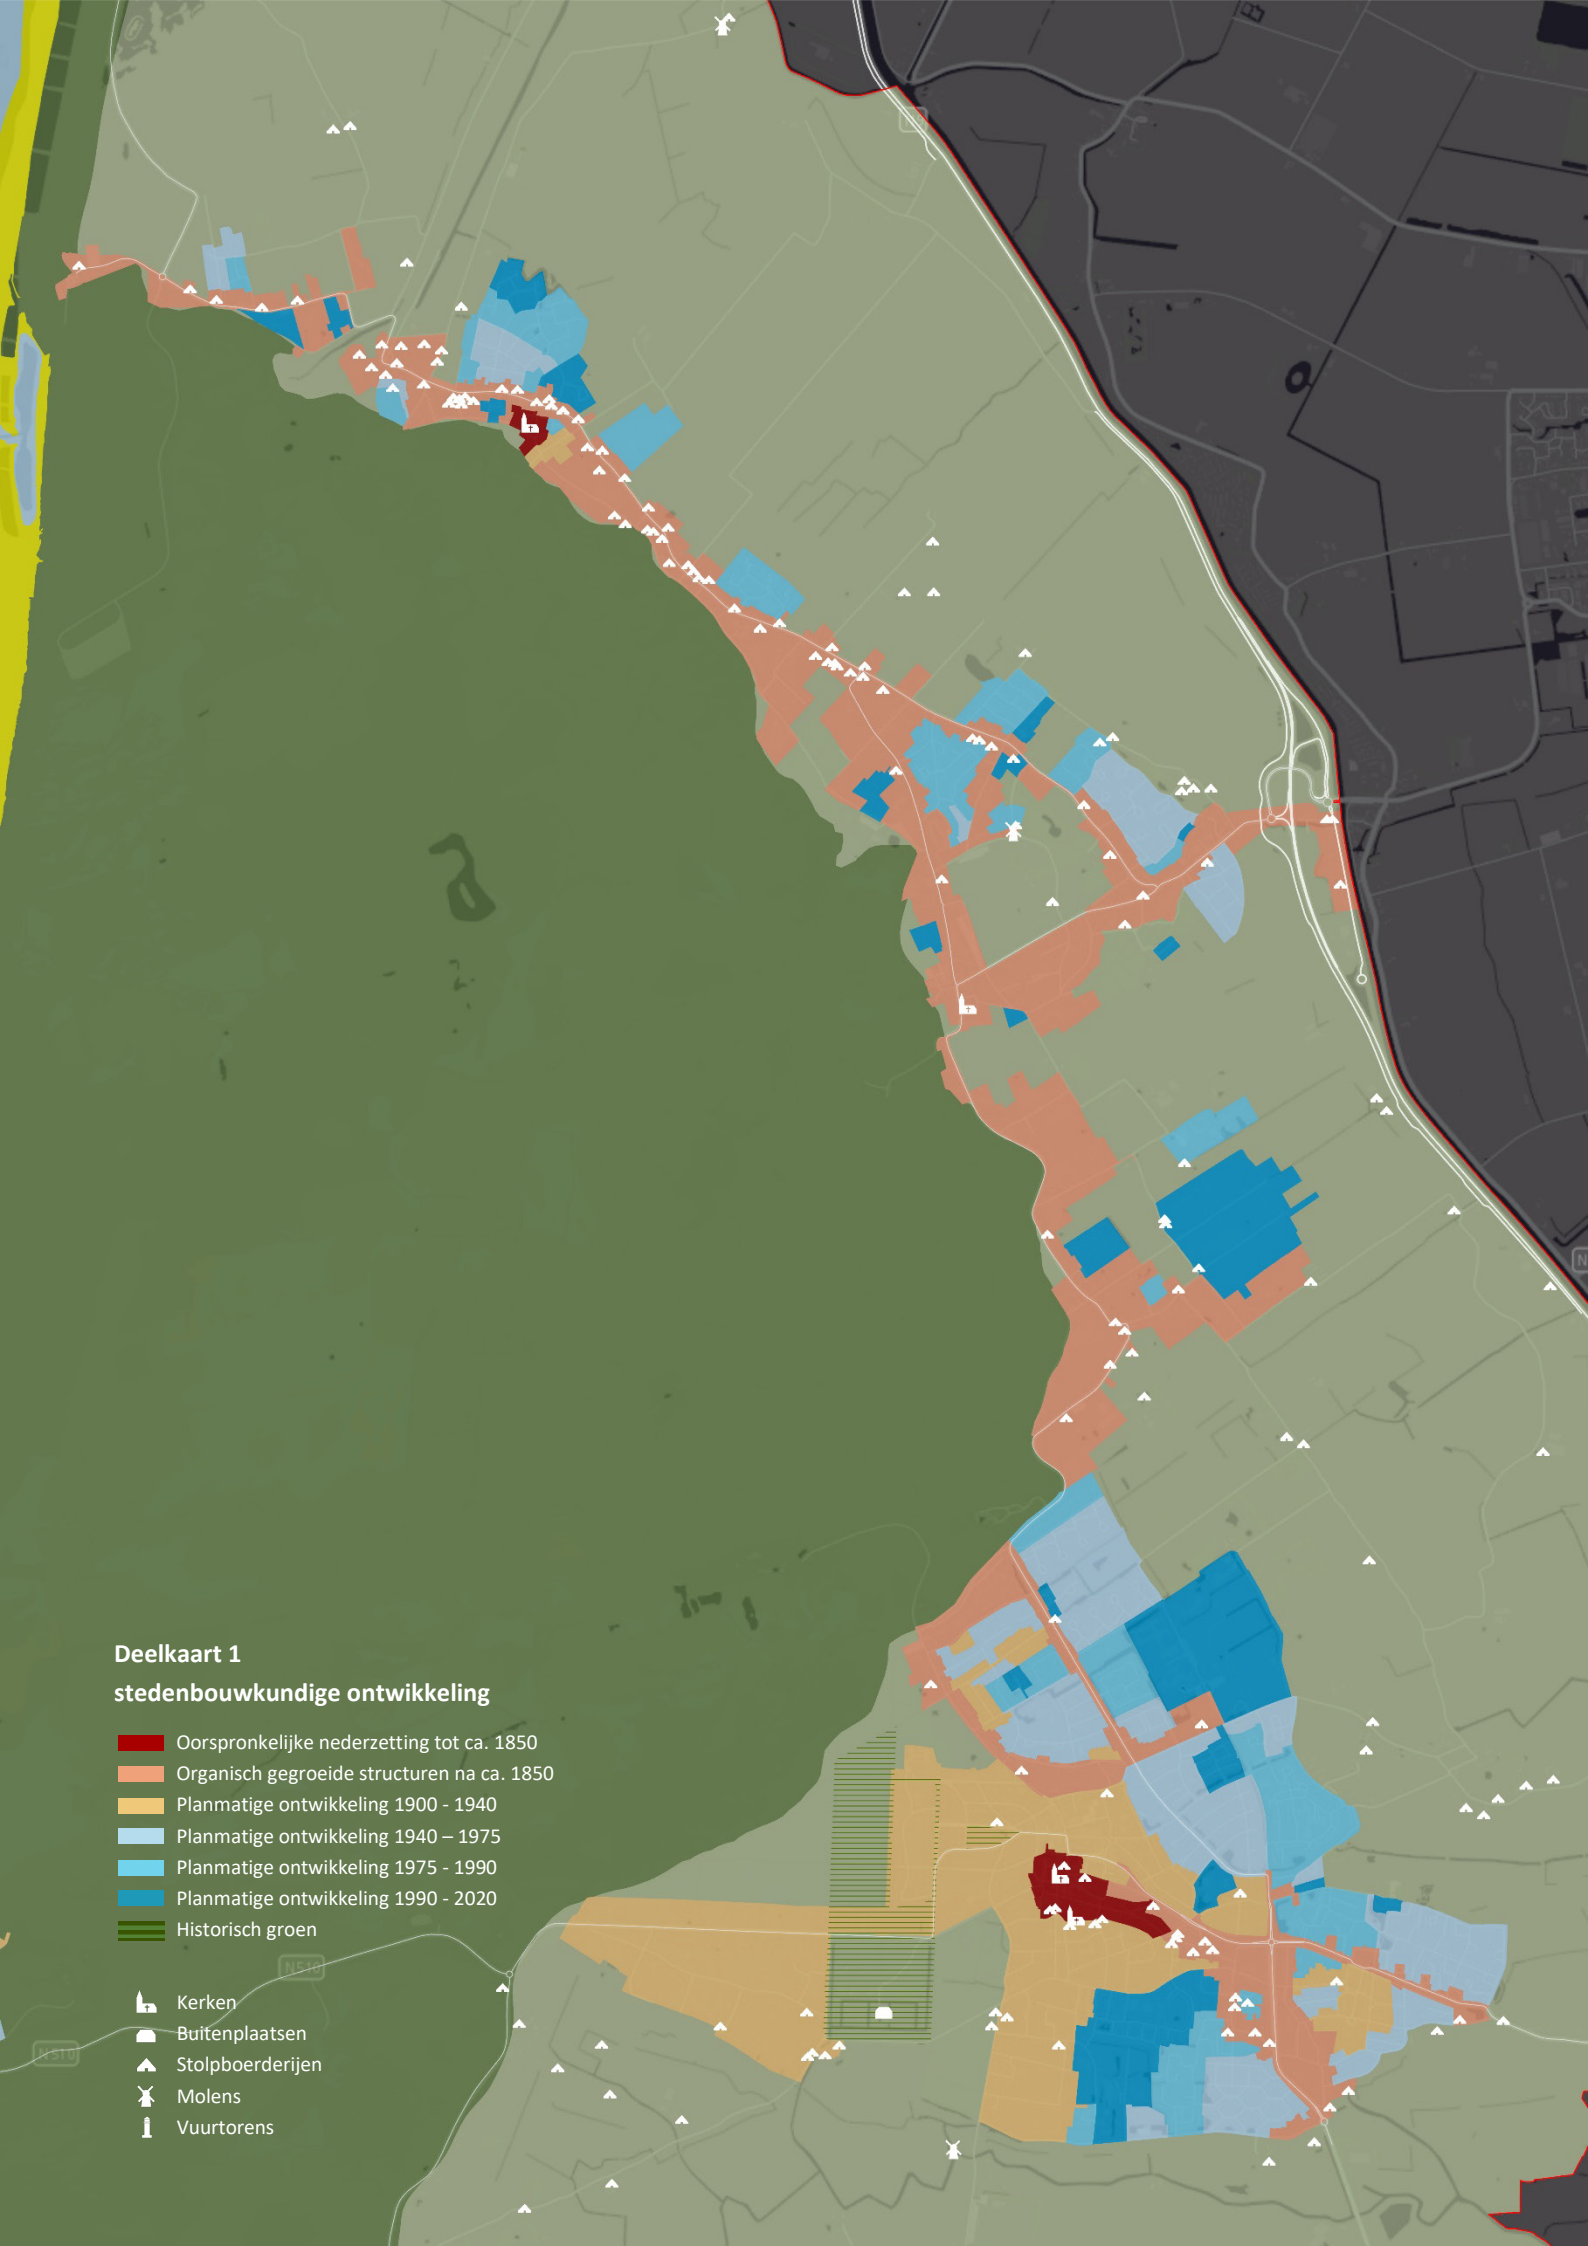 Deelkaart 1
stedenbouwkundige ontwikkeling
Oorspronkelijke nederzetting tot ca. 1850
Organisch gegroeide structuren na ca. 1850
Planmatige ontwikkeling 1900 - 1940
Planmatige ontwikkeling 1940 – 1975
Planmatige ontwikkeling 1975 - 1990
Planmatige ontwikkeling 1990 - 2020
Historisch groen
N510
Kerken
Buitenplaatsen
N510
Stolpboerderijen
Molens
Vuurtorens